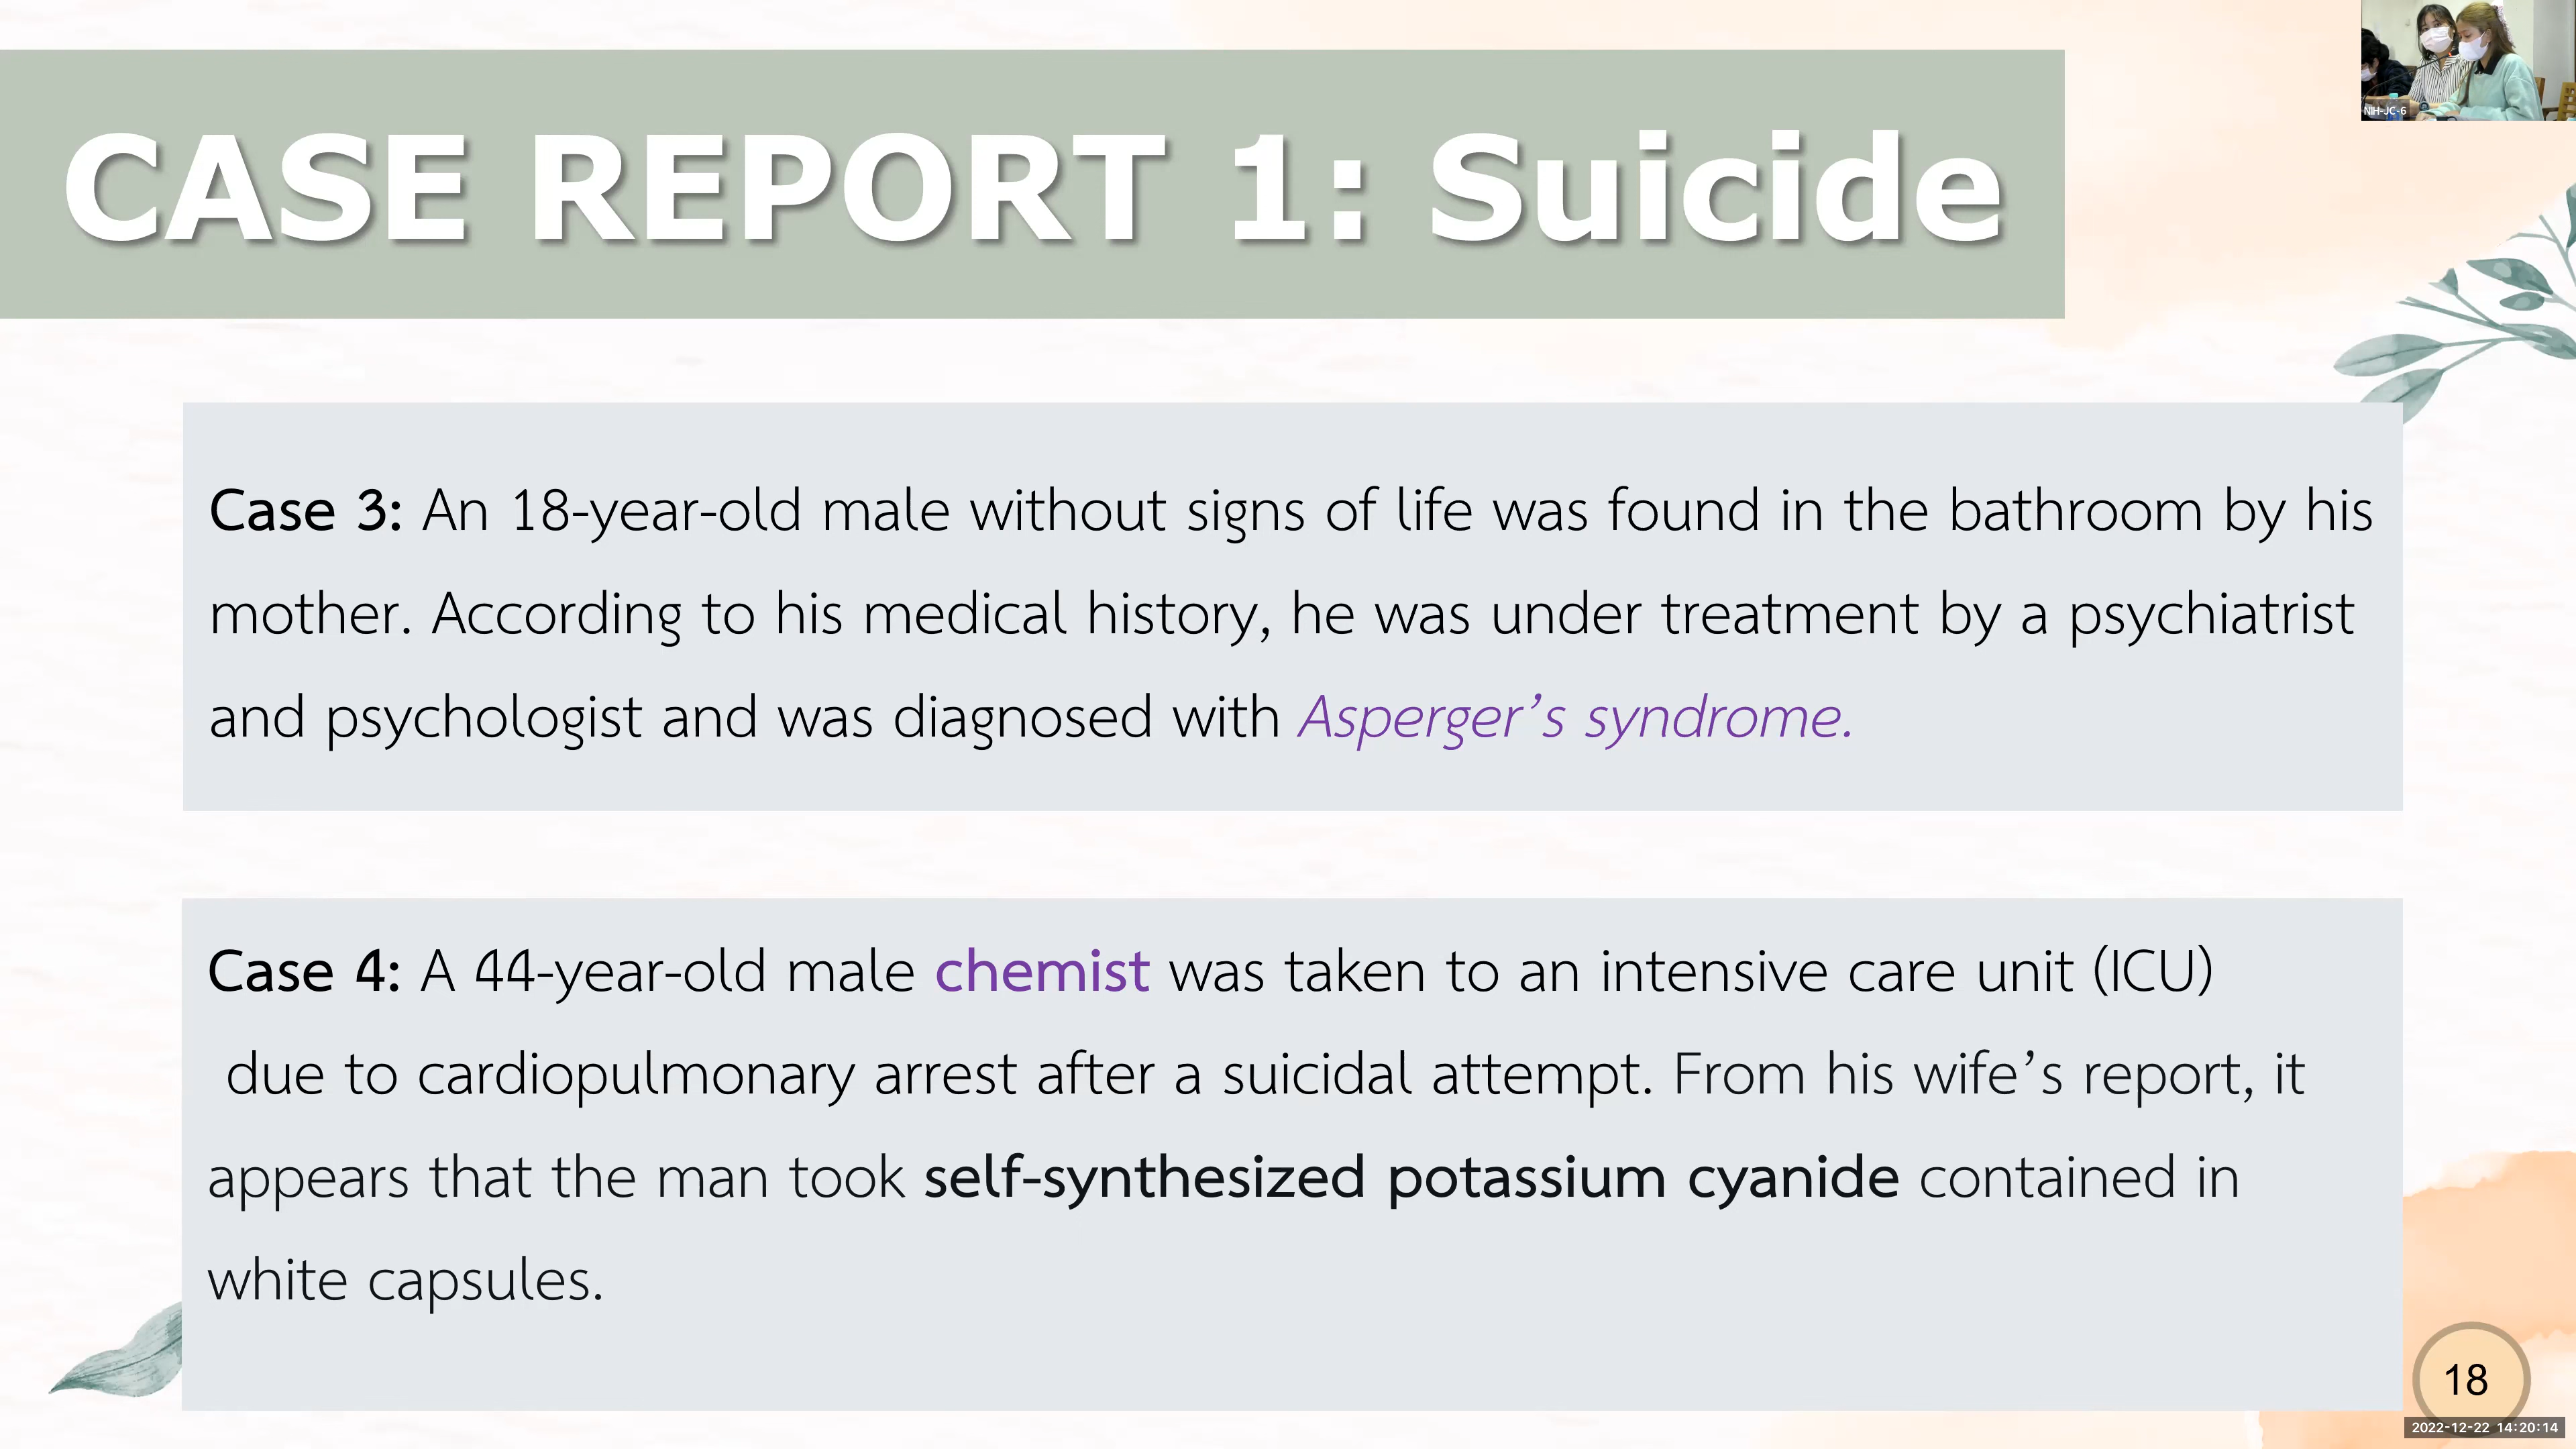 NIH-JC-6
CASE REPORT 1: Suicide
Case 3: An 18-year-old male without signs of life was found in the bathroom by his
mother. According to his medical history, he was under treatment by a psychiatrist
and psychologist and was diagnosed with Asperger’s syndrome.
Case 4: A 44-year-old male chemist was taken to an intensive care unit (ICU)
due to cardiopulmonary arrest after a suicidal attempt. From his wife’s report, it
appears that the man took self-synthesized potassium cyanide contained in
white capsules.
18
2022-12-22 14:20:14